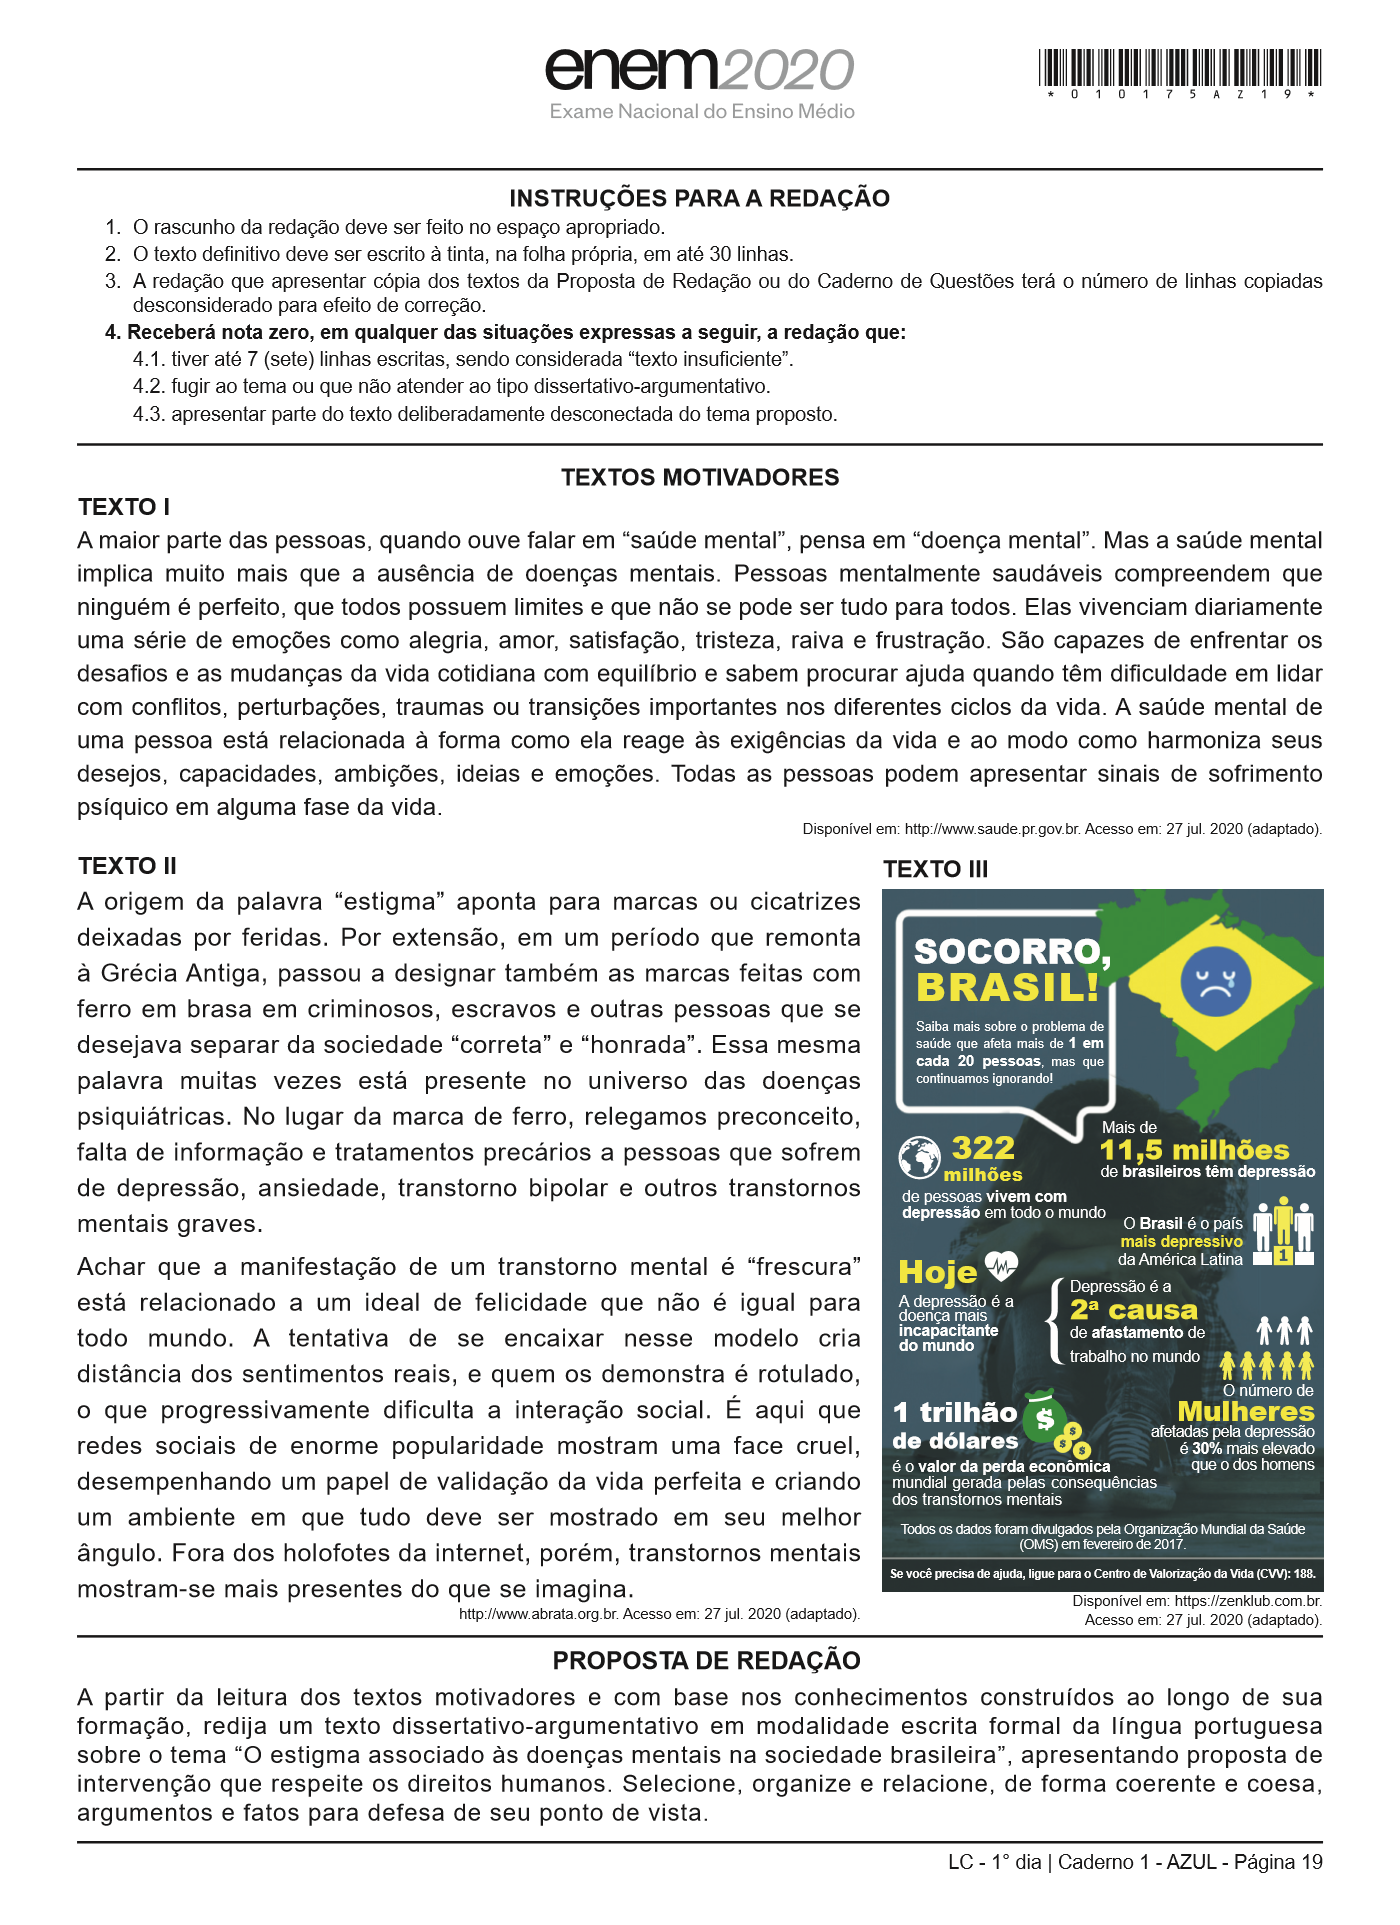 enem2020
Exame Nacional do Ensino Médio
*010175AZ19*
INSTRUÇÕES PARA A REDAÇÃO
1. O rascunho da redação deve ser feito no espaço apropriado.
2. O texto definitivo deve ser escrito à tinta, na folha própria, em até 30 linhas.
3. A redação que apresentar cópia dos textos da Proposta de Redação ou do Caderno de Questões terá o número de linhas copiadas
desconsiderado para efeito de correção.
4. Receberá nota zero, em qualquer das situações expressas a seguir, a redação que:
4.1. tiver até 7 (sete) linhas escritas, sendo considerada “texto insuficiente”.
4.2. fugir ao tema ou que não atender ao tipo dissertativo-argumentativo.
4.3. apresentar parte do texto deliberadamente desconectada do tema proposto.
TEXTOS MOTIVADORES
TEXTO I
A maior parte das pessoas, quando ouve falar em “saúde mental”, pensa em “doença mental”. Mas a saúde mental
implica muito mais que a ausência de doenças mentais. Pessoas mentalmente saudáveis compreendem que
ninguém é perfeito, que todos possuem limites e que não se pode ser tudo para todos. Elas vivenciam diariamente
uma série de emoções como alegria, amor, satisfação, tristeza, raiva e frustração. São capazes de enfrentar os
desafios e as mudanças da vida cotidiana com equilíbrio e sabem procurar ajuda quando têm dificuldade em lidar
com conflitos, perturbações, traumas ou transições importantes nos diferentes ciclos da vida. A saúde mental de
uma pessoa está relacionada à forma como ela reage às exigências da vida e ao modo como harmoniza seus
desejos, capacidades, ambições, ideias e emoções. Todas as pessoas podem apresentar sinais de sofrimento
psíquico em alguma fase da vida.
Disponível em: http://www.saude.pr.gov.br. Acesso em: 27 jul. 2020 (adaptado).
TEXTO II
A origem da palavra “estigma” aponta para marcas ou cicatrizes
deixadas por feridas. Por extensão, em um período que remonta
à Grécia Antiga, passou a designar também as marcas feitas com
ferro em brasa em criminosos, escravos e outras pessoas que se
desejava separar da sociedade “correta” e “honrada”. Essa mesma
palavra muitas vezes está presente no universo das doenças
psiquiátricas. No lugar da marca de ferro, relegamos preconceito,
falta de informação e tratamentos precários a pessoas que sofrem
de depressão, ansiedade, transtorno bipolar e outros transtornos
mentais graves.
Achar que a manifestação de um transtorno mental é “frescura”
está relacionado a um ideal de felicidade que não é igual para
todo mundo. A tentativa de se encaixar nesse modelo cria
distância dos sentimentos reais, e quem os demonstra é rotulado,
o que progressivamente dificulta a interação social. É aqui que
redes sociais de enorme popularidade mostram uma face cruel,
desempenhando um papel de validação da vida perfeita e criando
um ambiente em que tudo deve ser mostrado em seu melhor
ângulo. Fora dos holofotes da internet, porém, transtornos mentais
mostram-se mais presentes do que se imagina.
http://www.abrata.org.br. Acesso em: 27 jul. 2020 (adaptado).
TEXTO III
SOCORRO,
BRASIL!
Saiba mais sobre o problema de
saúde que afeta mais de 1 em
cada 20 pessoas, mas que
continuamos ignorando!
322
milhões
de pessoas vivem com
depressão em todo o mundo
Mais de
11,5 milhões
de brasileiros têm depressão
O Brasil é o país
mais depressivo
da América Latina
1
Hoje
A depressão é a
doença mais
incapacitante
do mundo
Depressão é a
2ª causa
de afastamento de
trabalho no mundo
O número de
Mulheres
afetadas pela depressão
é 30% mais elevado
que o dos homens
1 trilhão
de dólares
$
$
$
$
é o valor da perda econômica
mundial gerada pelas consequências
dos transtornos mentais
Todos os dados foram divulgados pela Organização Mundial da Saúde
(OMS) em fevereiro de 2017.
Se você precisa de ajuda, ligue para o Centro de Valorização da Vida (CVV): 188.
Disponível em: https://zenklub.com.br.
Acesso em: 27 jul. 2020 (adaptado).
PROPOSTA DE REDAÇÃO
A partir da leitura dos textos motivadores e com base nos conhecimentos construídos ao longo de sua
formação, redija um texto dissertativo-argumentativo em modalidade escrita formal da língua portuguesa
sobre o tema “O estigma associado às doenças mentais na sociedade brasileira”, apresentando proposta de
intervenção que respeite os direitos humanos. Selecione, organize e relacione, de forma coerente e coesa,
argumentos e fatos para defesa de seu ponto de vista.
LC - 1° dia | Caderno 1 - AZUL - Página 19